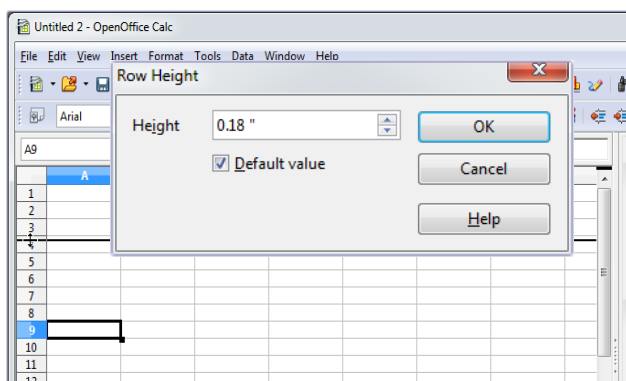 Untitled 2 - OpenOffice Calc
File Edit View Insert Format Tools Data Window Help
Row Height
X
Arial
Height 0.18 " OK
Default value Cancel
Help
A9
A
1
2
3
4
5
6
7
8
9
10
11
12